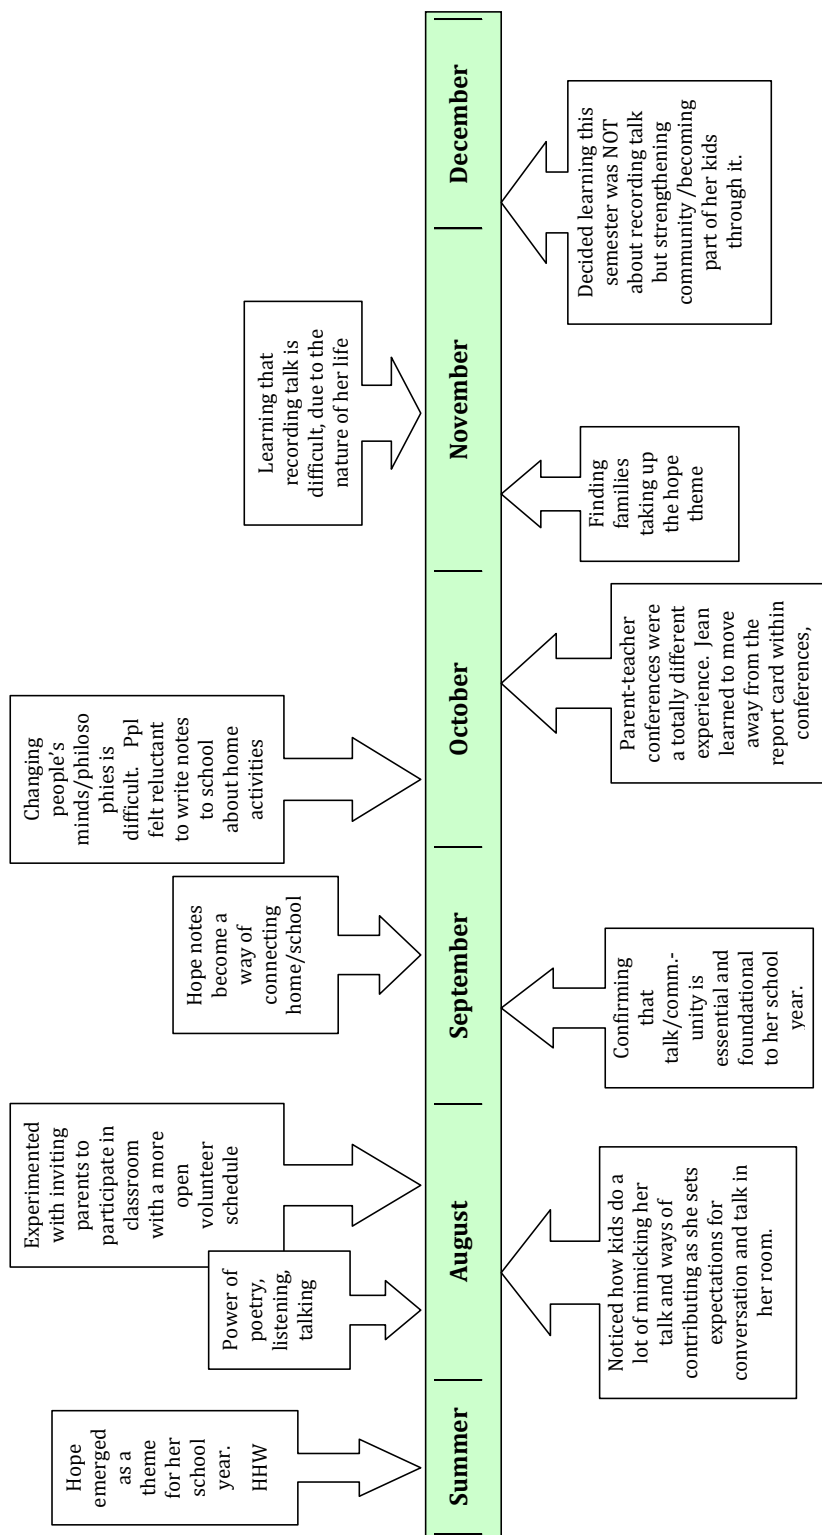 Hope
emerged
as a
theme
for her
school
year.
HHW
Power of
poetry,
listening,
talking
Experimented
with inviting
parents to
participate in
classroom
with a more
open
volunteer
schedule
Hope notes
become a
way of
connecting
home/school
Changing
people’s
minds/philoso
phies is
difficult. Ppl
felt reluctant
to write notes
to school
about home
activities
Learning that
recording talk is
difficult, due to the
nature of her life
Summer
August
September
October
November
December
Noticed how kids do a
lot of mimicking her
talk and ways of
contributing as she sets
expectations for
conversation and talk in
her room.
Confirming
that
talk/comm.-
unity is
essential and
foundational
to her school
year.
Parent-teacher
conferences were
a totally different
experience. Jean
learned to move
away from the
report card within
conferences,
Finding
families
taking up
the hope
theme
Decided learning this
semester was NOT
about recording talk
but strengthening
community /becoming
part of her kids
through it.